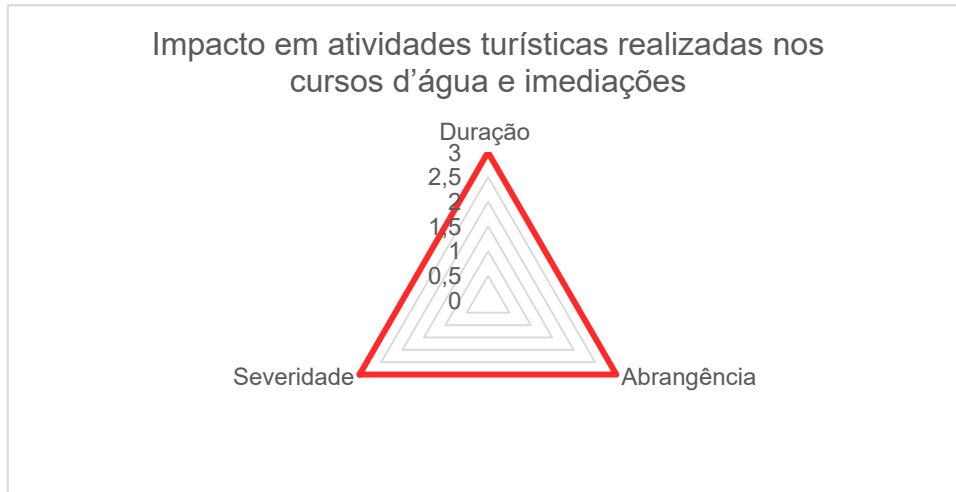 Impacto em atividades turísticas realizadas nos
cursos d’água e imediações
Duração
3
2,5
2
1,5
1
0,5
0
Severidade
Abrangência